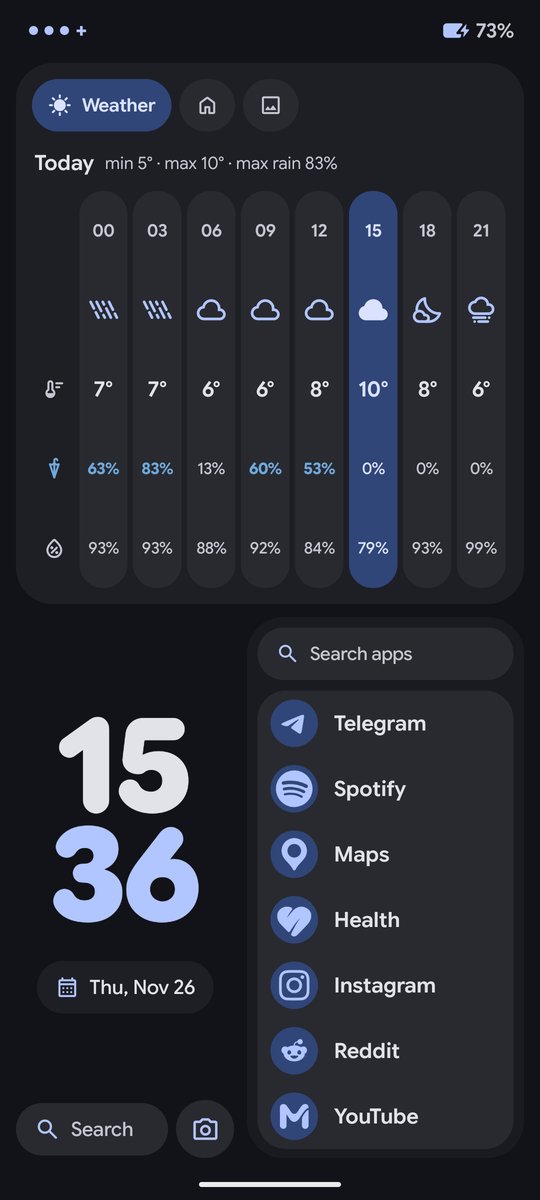 73%
Weather
Today min 5° · max 10° · max rain 83%
00 03 06 09 12 15 18 21
7° 7° 6° 6° 8° 10° 8° 6°
63% 83% 13% 60% 53% 0% 0% 0%
93% 93% 88% 92% 84% 79% 93% 99%
Search apps
Telegram
Spotify
Maps
Health
Instagram
Reddit
YouTube
15
36
Thu, Nov 26
Search